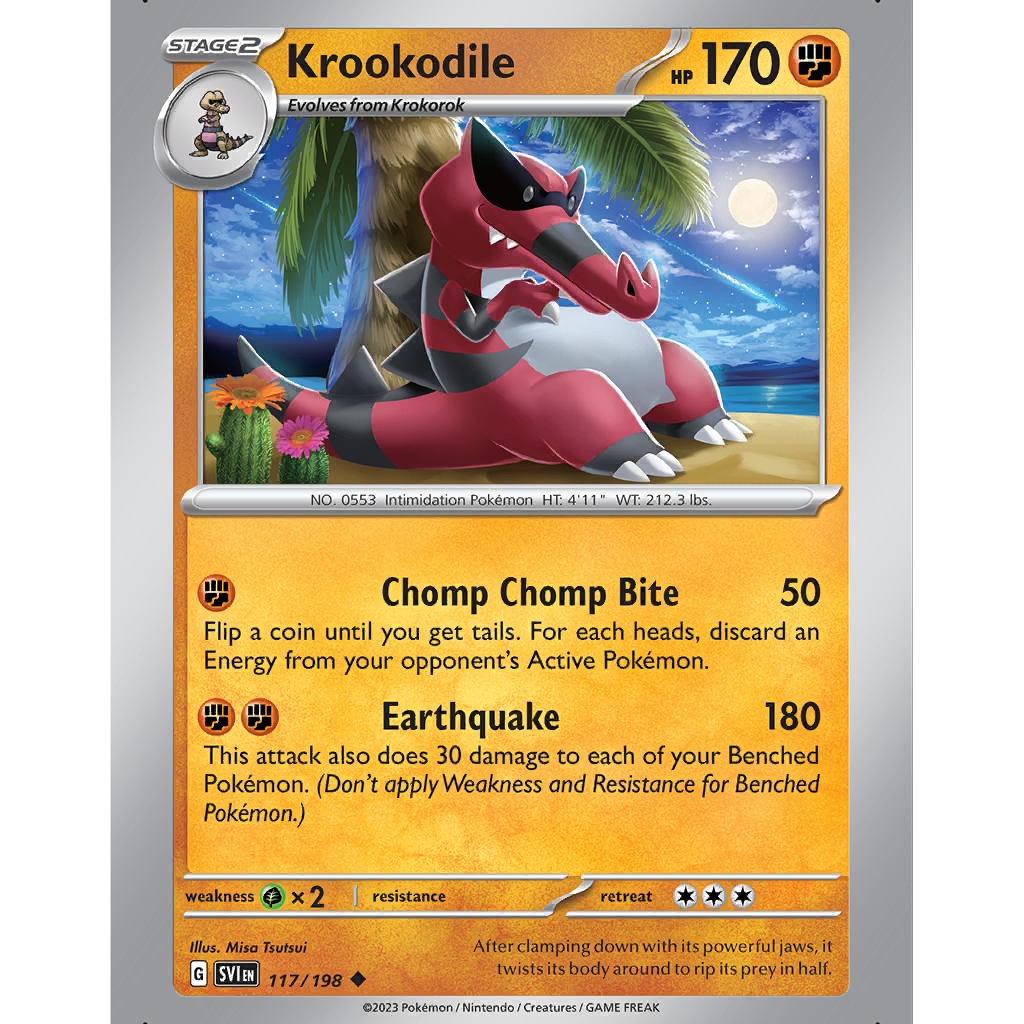 STAGE2
Krookodile
HP 170
Evolves from Krokorok
NO. 0553 Intimidation Pokémon HT: 4'11" WT: 212.3 lbs.
Chomp Chomp Bite 50
Flip a coin until you get tails. For each heads, discard an
Energy from your opponent's Active Pokémon.
Earthquake 180
This attack also does 30 damage to each of your Benched
Pokémon. (Don't apply Weakness and Resistance for Benched
Pokémon.)
weakness ×2 resistance retreat
Illus. Misa Tsutsui
After clamping down with its powerful jaws, it
twists its body around to rip its prey in half.
G SVI EN 117/198
©2023 Pokémon / Nintendo / Creatures / GAME FREAK